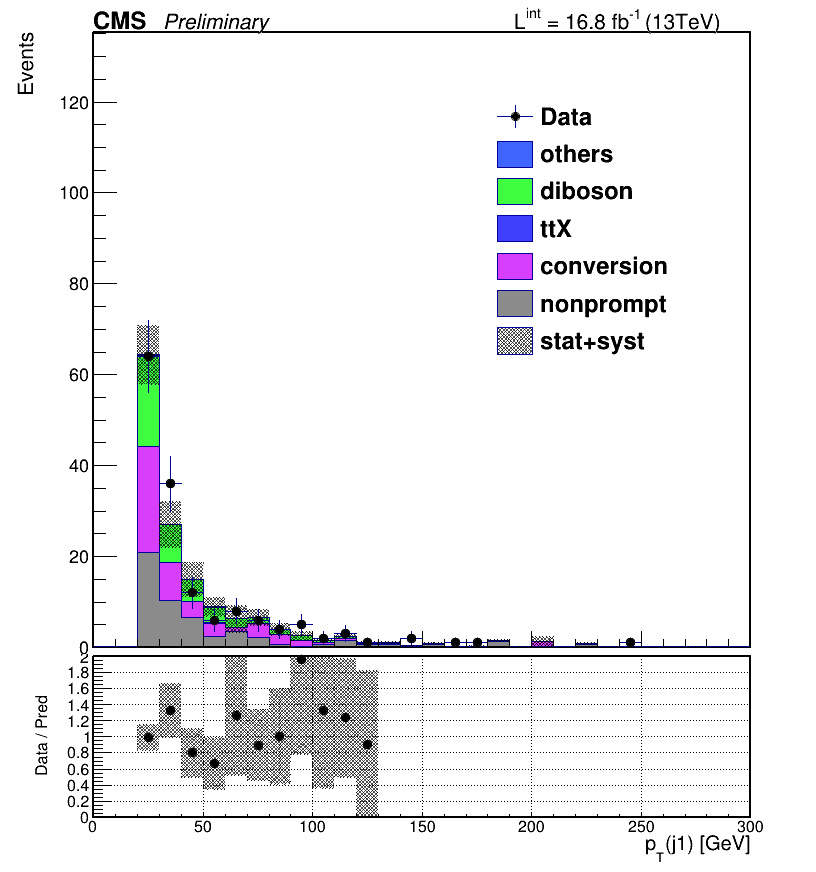 CMS Preliminary L^int = 16.8 fb^-1 (13TeV)
Events
120
100
80
60
40
20
0
Data
others
diboson
ttX
conversion
nonprompt
stat+syst
Data / Pred
2
1.8
1.6
1.4
1.2
1
0.8
0.6
0.4
0.2
0
0 50 100 150 200 250 300
p_T(j1) [GeV]